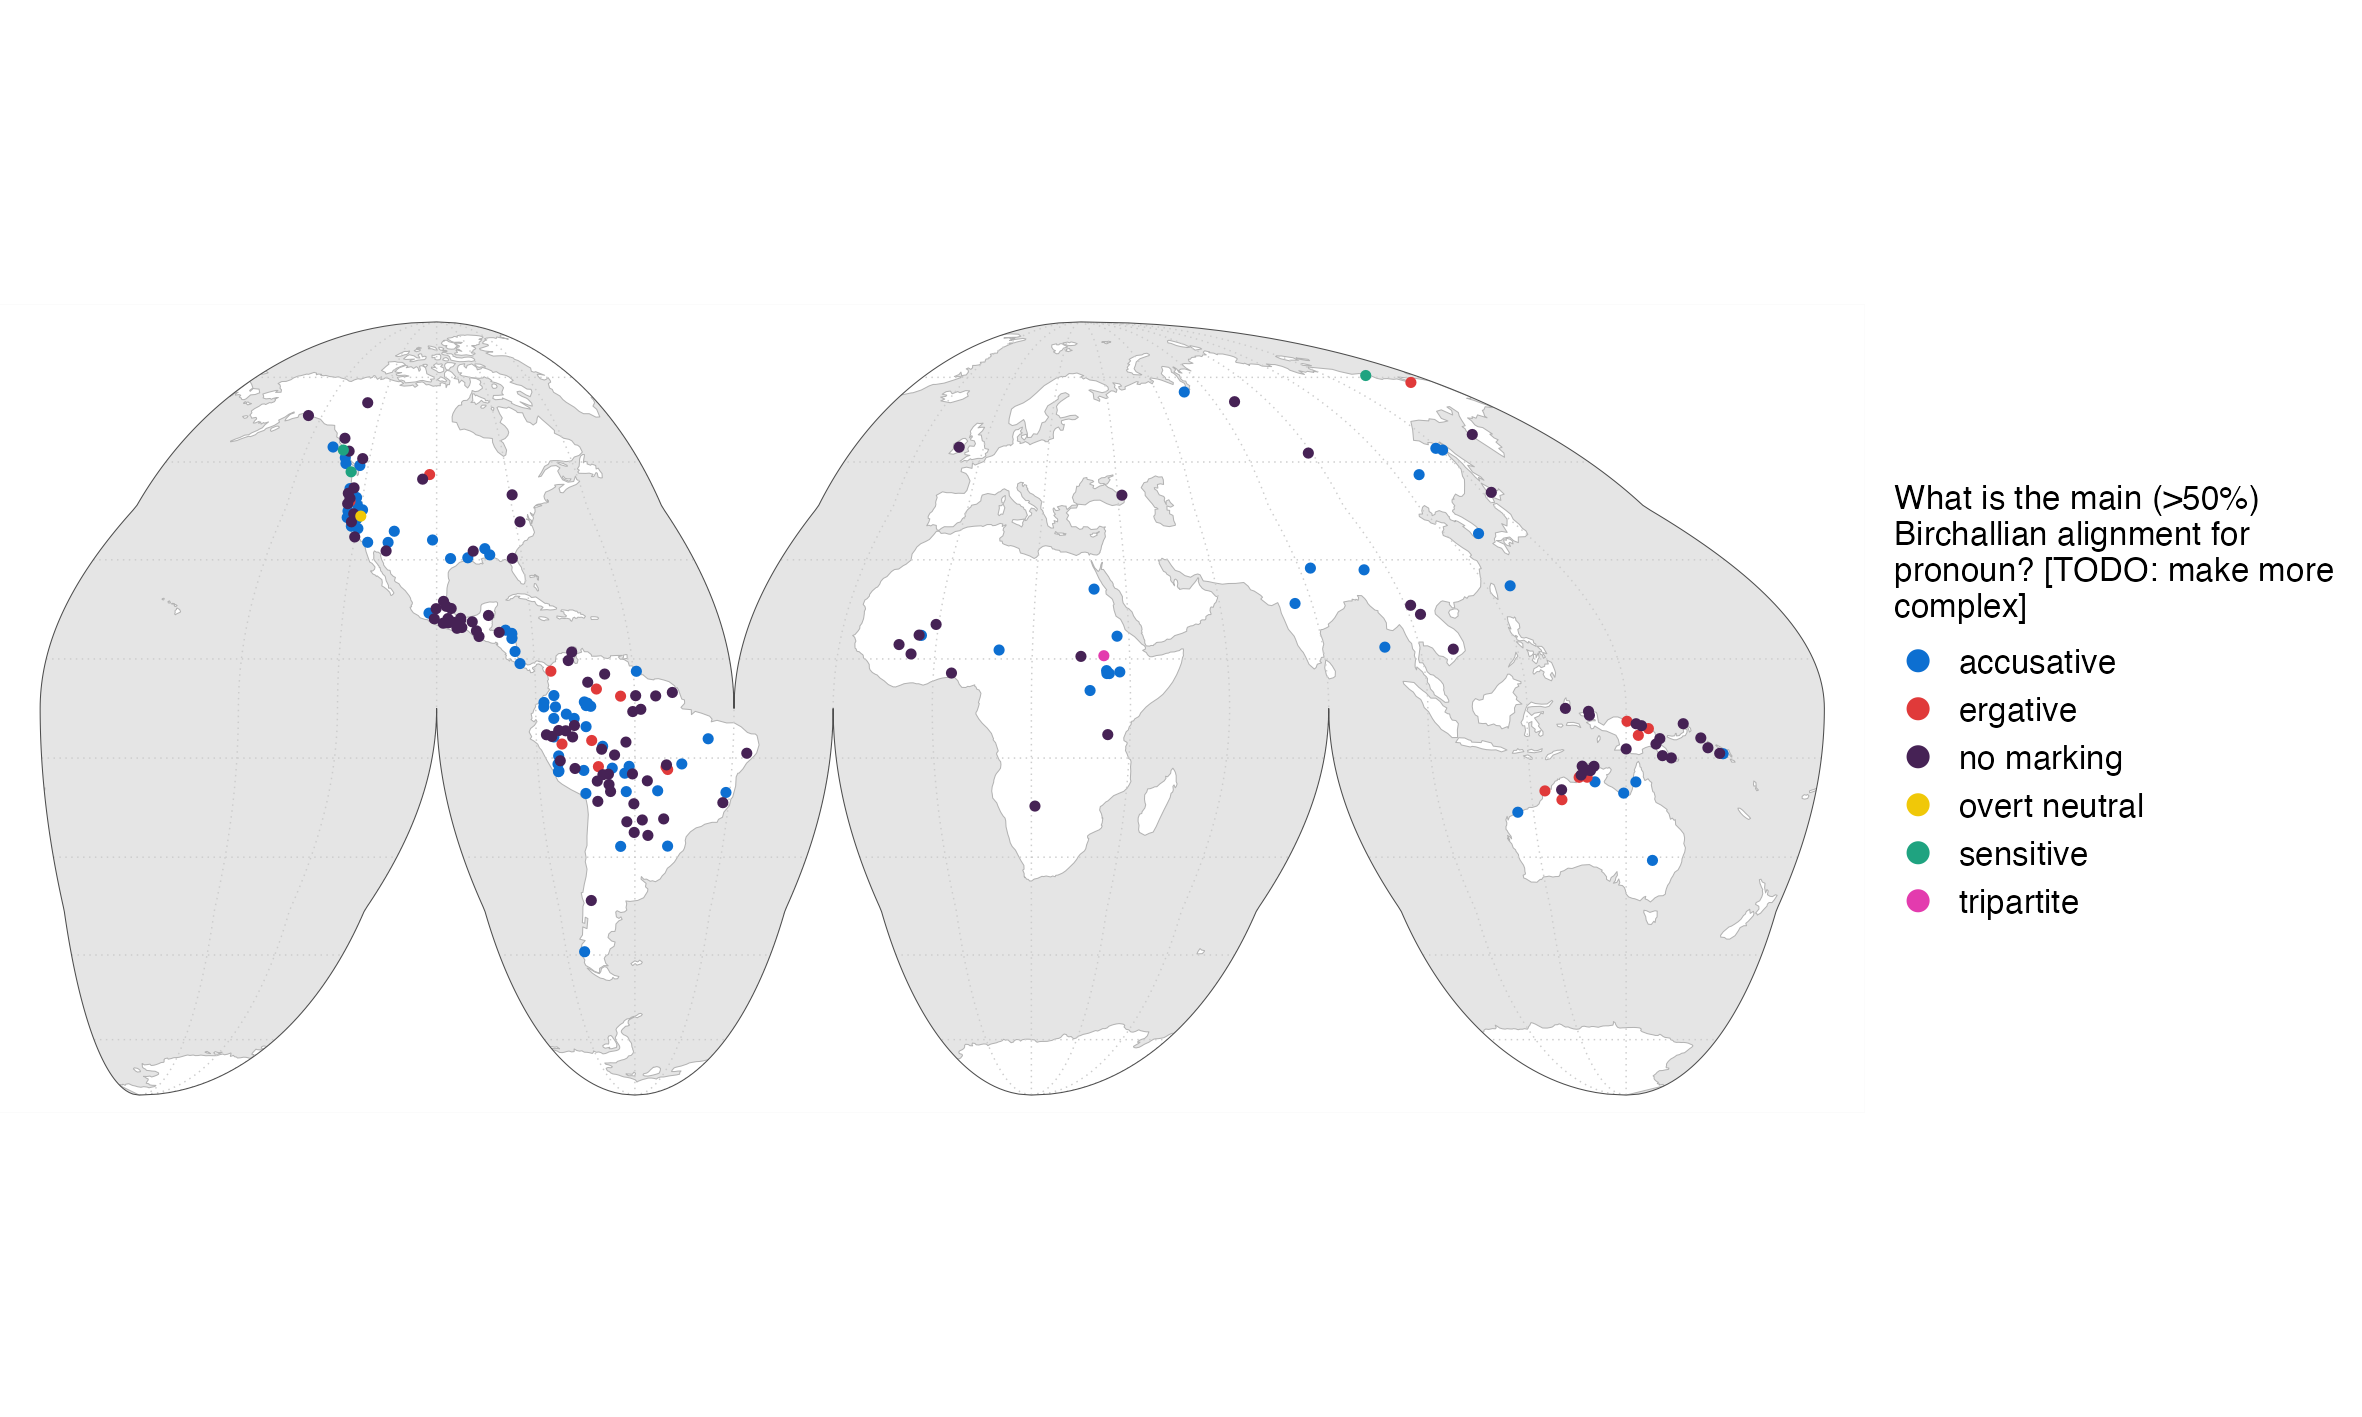 What is the main (>50%)
Birchallian alignment for
pronoun? [TODO: make more
complex]
accusative
ergative
no marking
overt neutral
sensitive
tripartite